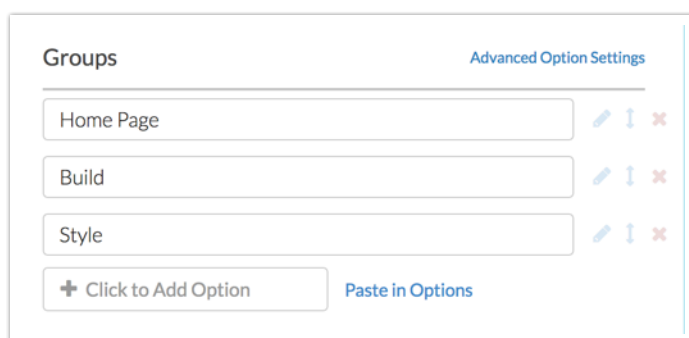 Groups
Advanced Option Settings
Home Page
Build
Style
Click to Add Option
Paste in Options